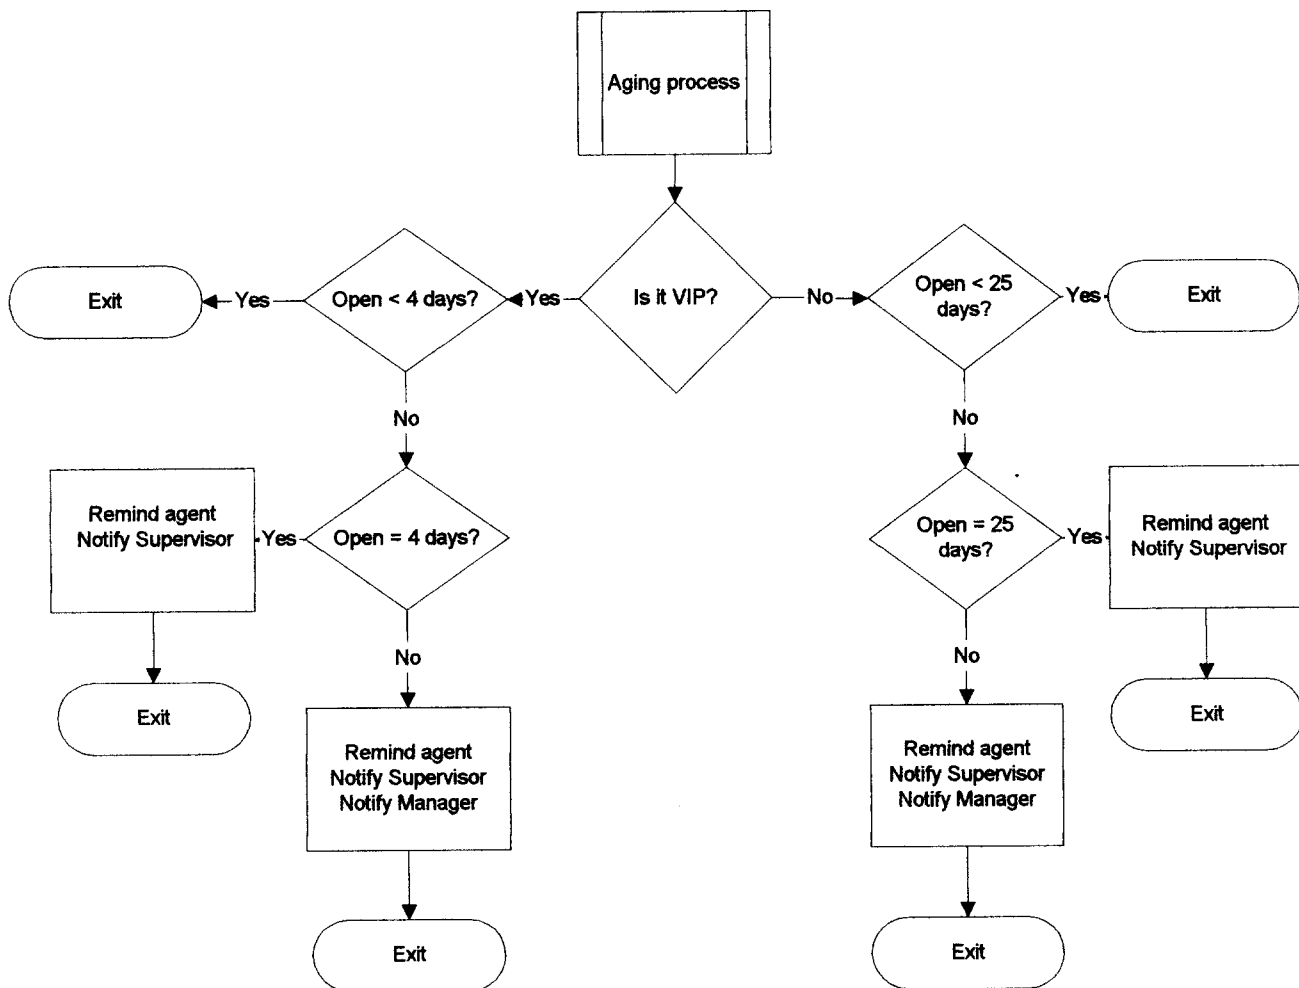 Aging process
Exit
Yes
Open < 4 days?
Yes
Is it VIP?
No
Open < 25
days?
Yes
Exit
No
No
Remind agent
Notify Supervisor
Yes
Open = 4 days?
Open = 25
days?
Yes
Remind agent
Notify Supervisor
No
No
Exit
Exit
Remind agent
Notify Supervisor
Notify Manager
Remind agent
Notify Supervisor
Notify Manager
Exit
Exit